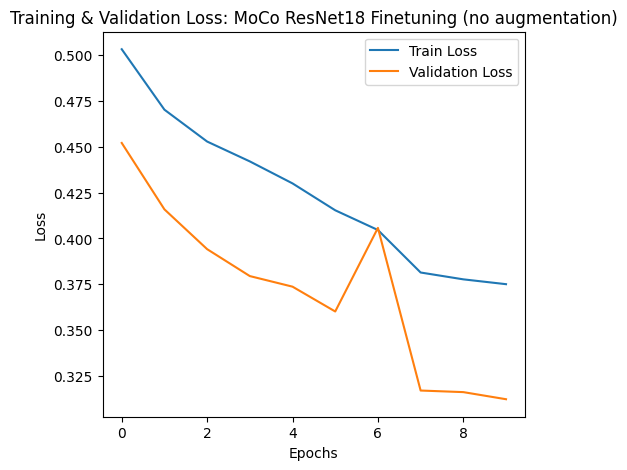 Training & Validation Loss: MoCo ResNet18 Finetuning (no augmentation)
Train Loss
Validation Loss
0.500
0.475
0.450
0.425
0.400
0.375
0.350
0.325
Loss
0 2 4 6 8
Epochs